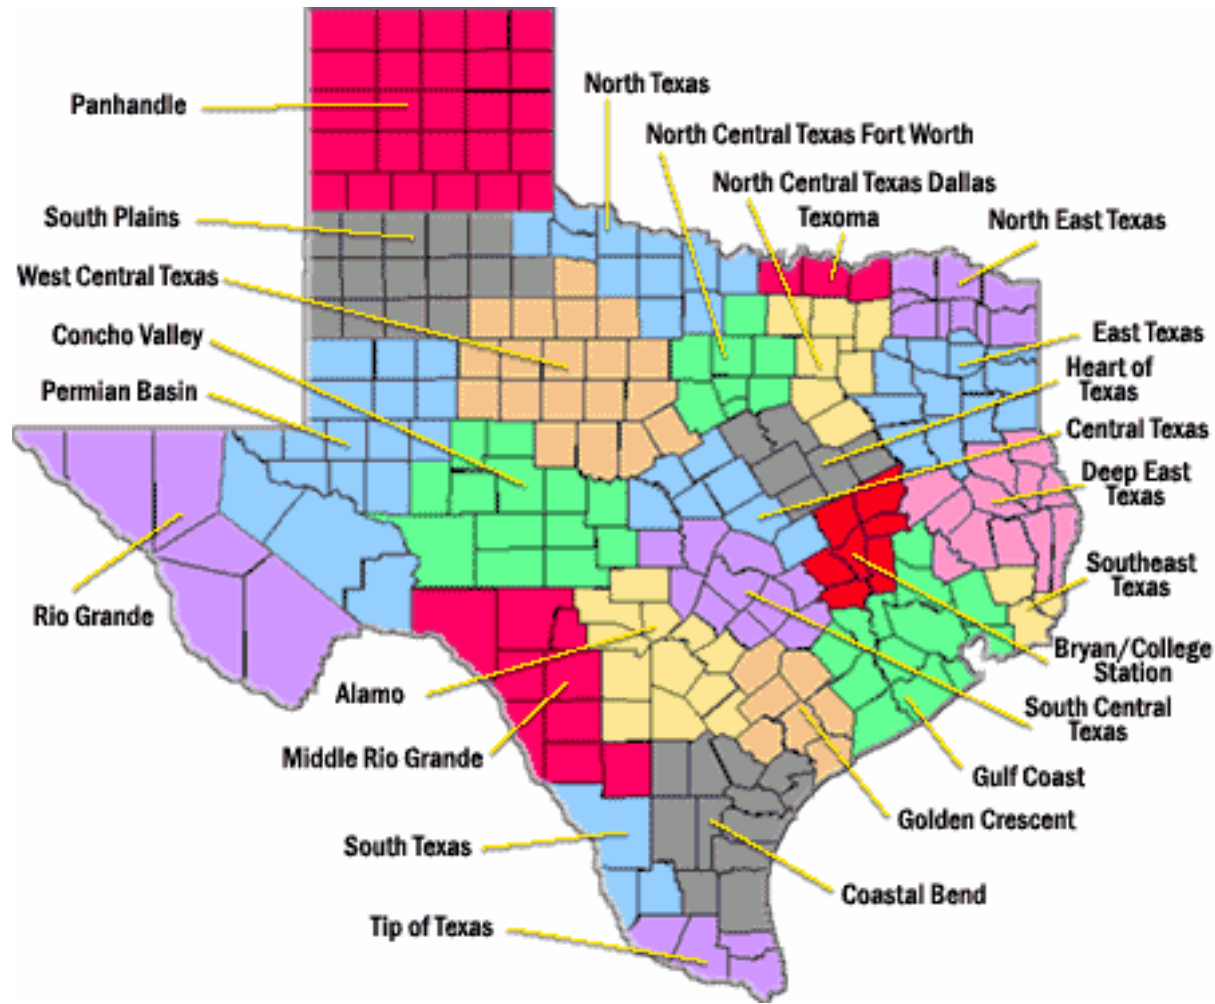 Panhandle
North Texas
North Central Texas Fort Worth
North Central Texas Dallas
Texoma
North East Texas
South Plains
West Central Texas
Concho Valley
Permian Basin
East Texas
Heart of
Texas
Central Texas
Deep East
Texas
Southeast
Texas
Rio Grande
Bryan/College
Station
Alamo
South Central
Texas
Middle Rio Grande
Gulf Coast
Golden Crescent
South Texas
Coastal Bend
Tip of Texas